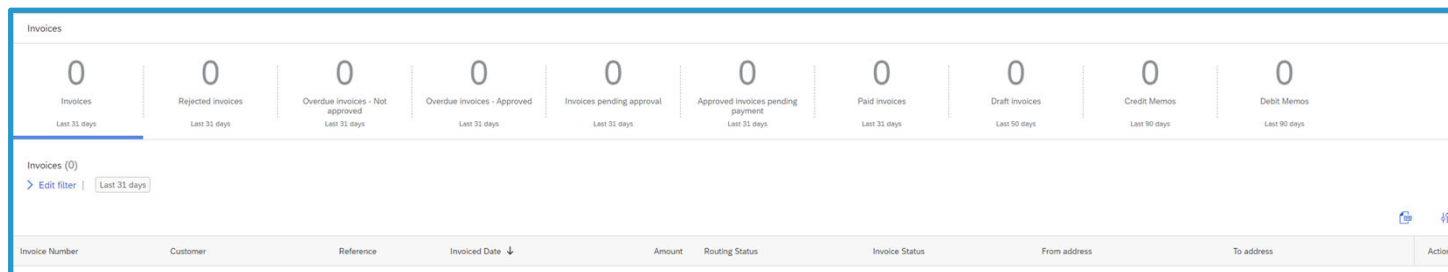 Invoices
0 0 0 0 0 0 0 0 0 0
Invoices Rejected invoices Overdue invoices - Not approved Overdue invoices - Approved Invoices pending approval Approved invoices pending payment Paid invoices Draft invoices Credit Memos Debit Memos
Last 31 days Last 31 days Last 31 days Last 31 days Last 31 days Last 31 days Last 31 days Last 50 days Last 90 days Last 90 days
Invoices (0)
Edit filter | Last 31 days
Invoice Number Customer Reference Invoiced Date ↓ Amount Routing Status Invoice Status From address To address Action